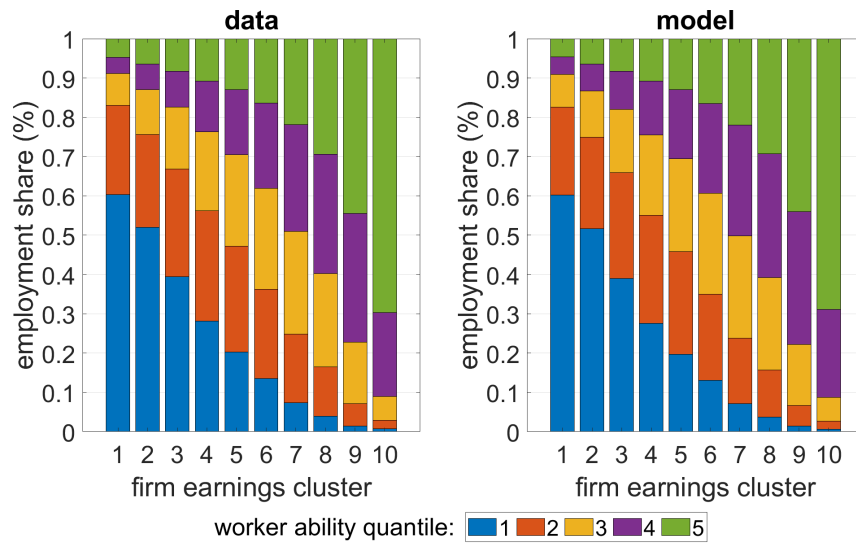 data
employment share (%)
1
0.9
0.8
0.7
0.6
0.5
0.4
0.3
0.2
0.1
0
1 2 3 4 5 6 7 8 9 10
firm earnings cluster
model
employment share (%)
1
0.9
0.8
0.7
0.6
0.5
0.4
0.3
0.2
0.1
0
1 2 3 4 5 6 7 8 9 10
firm earnings cluster
worker ability quantile: 1 2 3 4 5